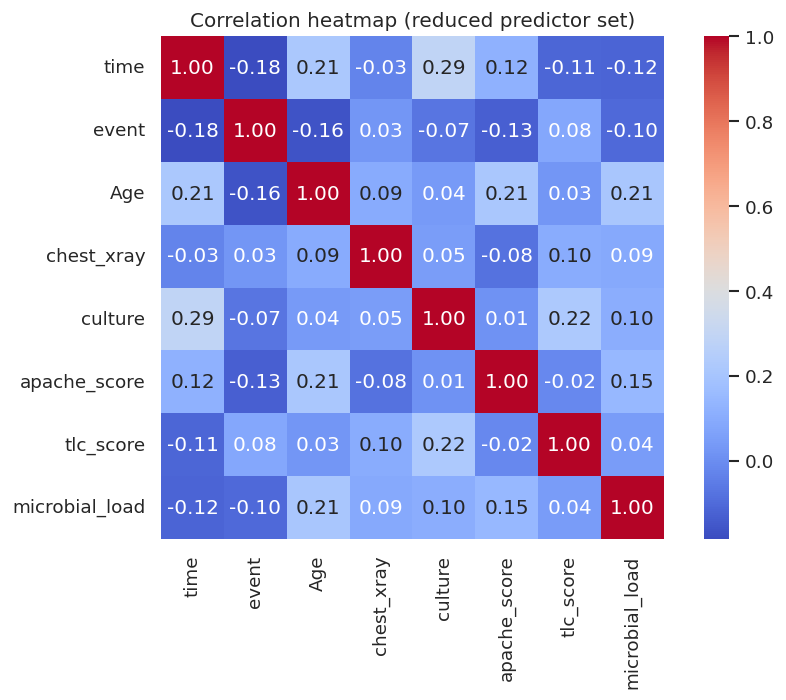 Correlation heatmap (reduced predictor set)
time 1.00 -0.18 0.21 -0.03 0.29 0.12 -0.11 -0.12
event -0.18 1.00 -0.16 0.03 -0.07 -0.13 0.08 -0.10
Age 0.21 -0.16 1.00 0.09 0.04 0.21 0.03 0.21
chest_xray -0.03 0.03 0.09 1.00 0.05 -0.08 0.10 0.09
culture 0.29 -0.07 0.04 0.05 1.00 0.01 0.22 0.10
apache_score 0.12 -0.13 0.21 -0.08 0.01 1.00 -0.02 0.15
tlc_score -0.11 0.08 0.03 0.10 0.22 -0.02 1.00 0.04
microbial_load -0.12 -0.10 0.21 0.09 0.10 0.15 0.04 1.00
time
event
Age
chest_xray
culture
apache_score
tlc_score
microbial_load
1.0
0.8
0.6
0.4
0.2
0.0